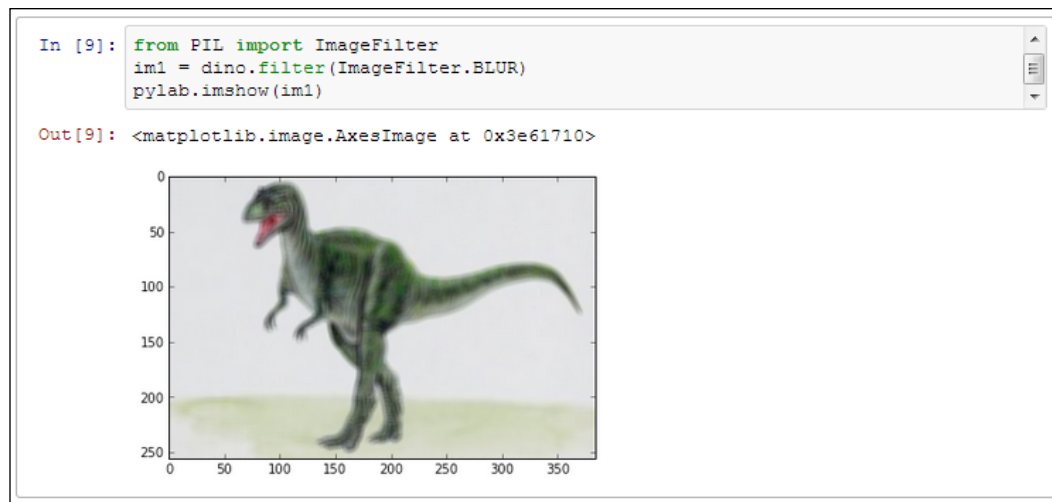 In [9]: from PIL import ImageFilter
im1 = dino.filter(ImageFilter.BLUR)
pylab.imshow(im1)
Out[9]: <matplotlib.image.AxesImage at 0x3e61710>
0
50
100
150
200
250
0 50 100 150 200 250 300 350